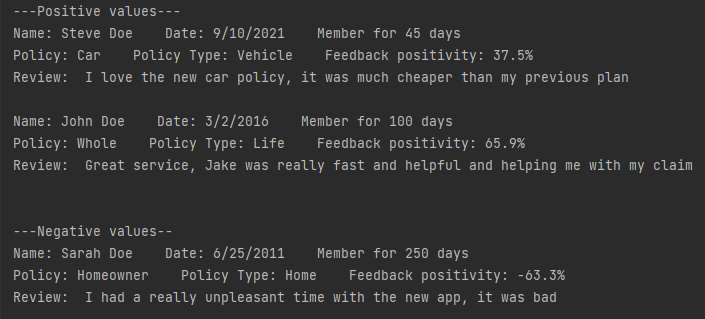 ---Positive values---
Name: Steve Doe    Date: 9/10/2021    Member for 45 days
Policy: Car    Policy Type: Vehicle    Feedback positivity: 37.5%
Review:  I love the new car policy, it was much cheaper than my previous plan
Name: John Doe    Date: 3/2/2016    Member for 100 days
Policy: Whole    Policy Type: Life    Feedback positivity: 65.9%
Review:  Great service, Jake was really fast and helpful and helping me with my claim
---Negative values--
Name: Sarah Doe    Date: 6/25/2011    Member for 250 days
Policy: Homeowner    Policy Type: Home    Feedback positivity: -63.3%
Review:  I had a really unpleasant time with the new app, it was bad